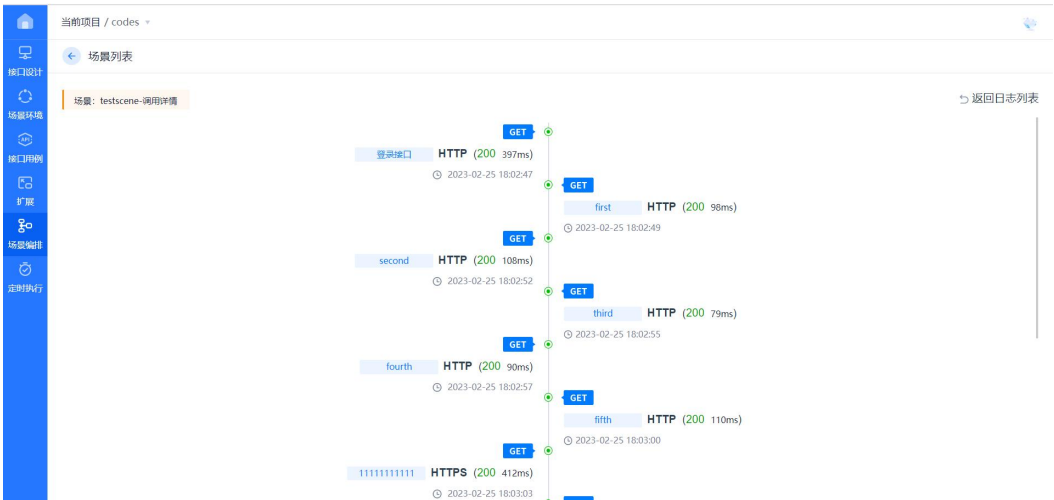 当前项目 / codes
接口设计
场景环境
API
接口用例
扩展
场景编排
定时执行
场景列表
场景：testscene-调用详情
返回日志列表
GET
登录接口 HTTP (200 397ms)
2023-02-25 18:02:47
GET
first HTTP (200 98ms)
2023-02-25 18:02:49
GET
second HTTP (200 108ms)
2023-02-25 18:02:52
GET
third HTTP (200 79ms)
2023-02-25 18:02:55
GET
fourth HTTP (200 90ms)
2023-02-25 18:02:57
GET
fifth HTTP (200 110ms)
2023-02-25 18:03:00
GET
11111111111 HTTPS (200 412ms)
2023-02-25 18:03:03